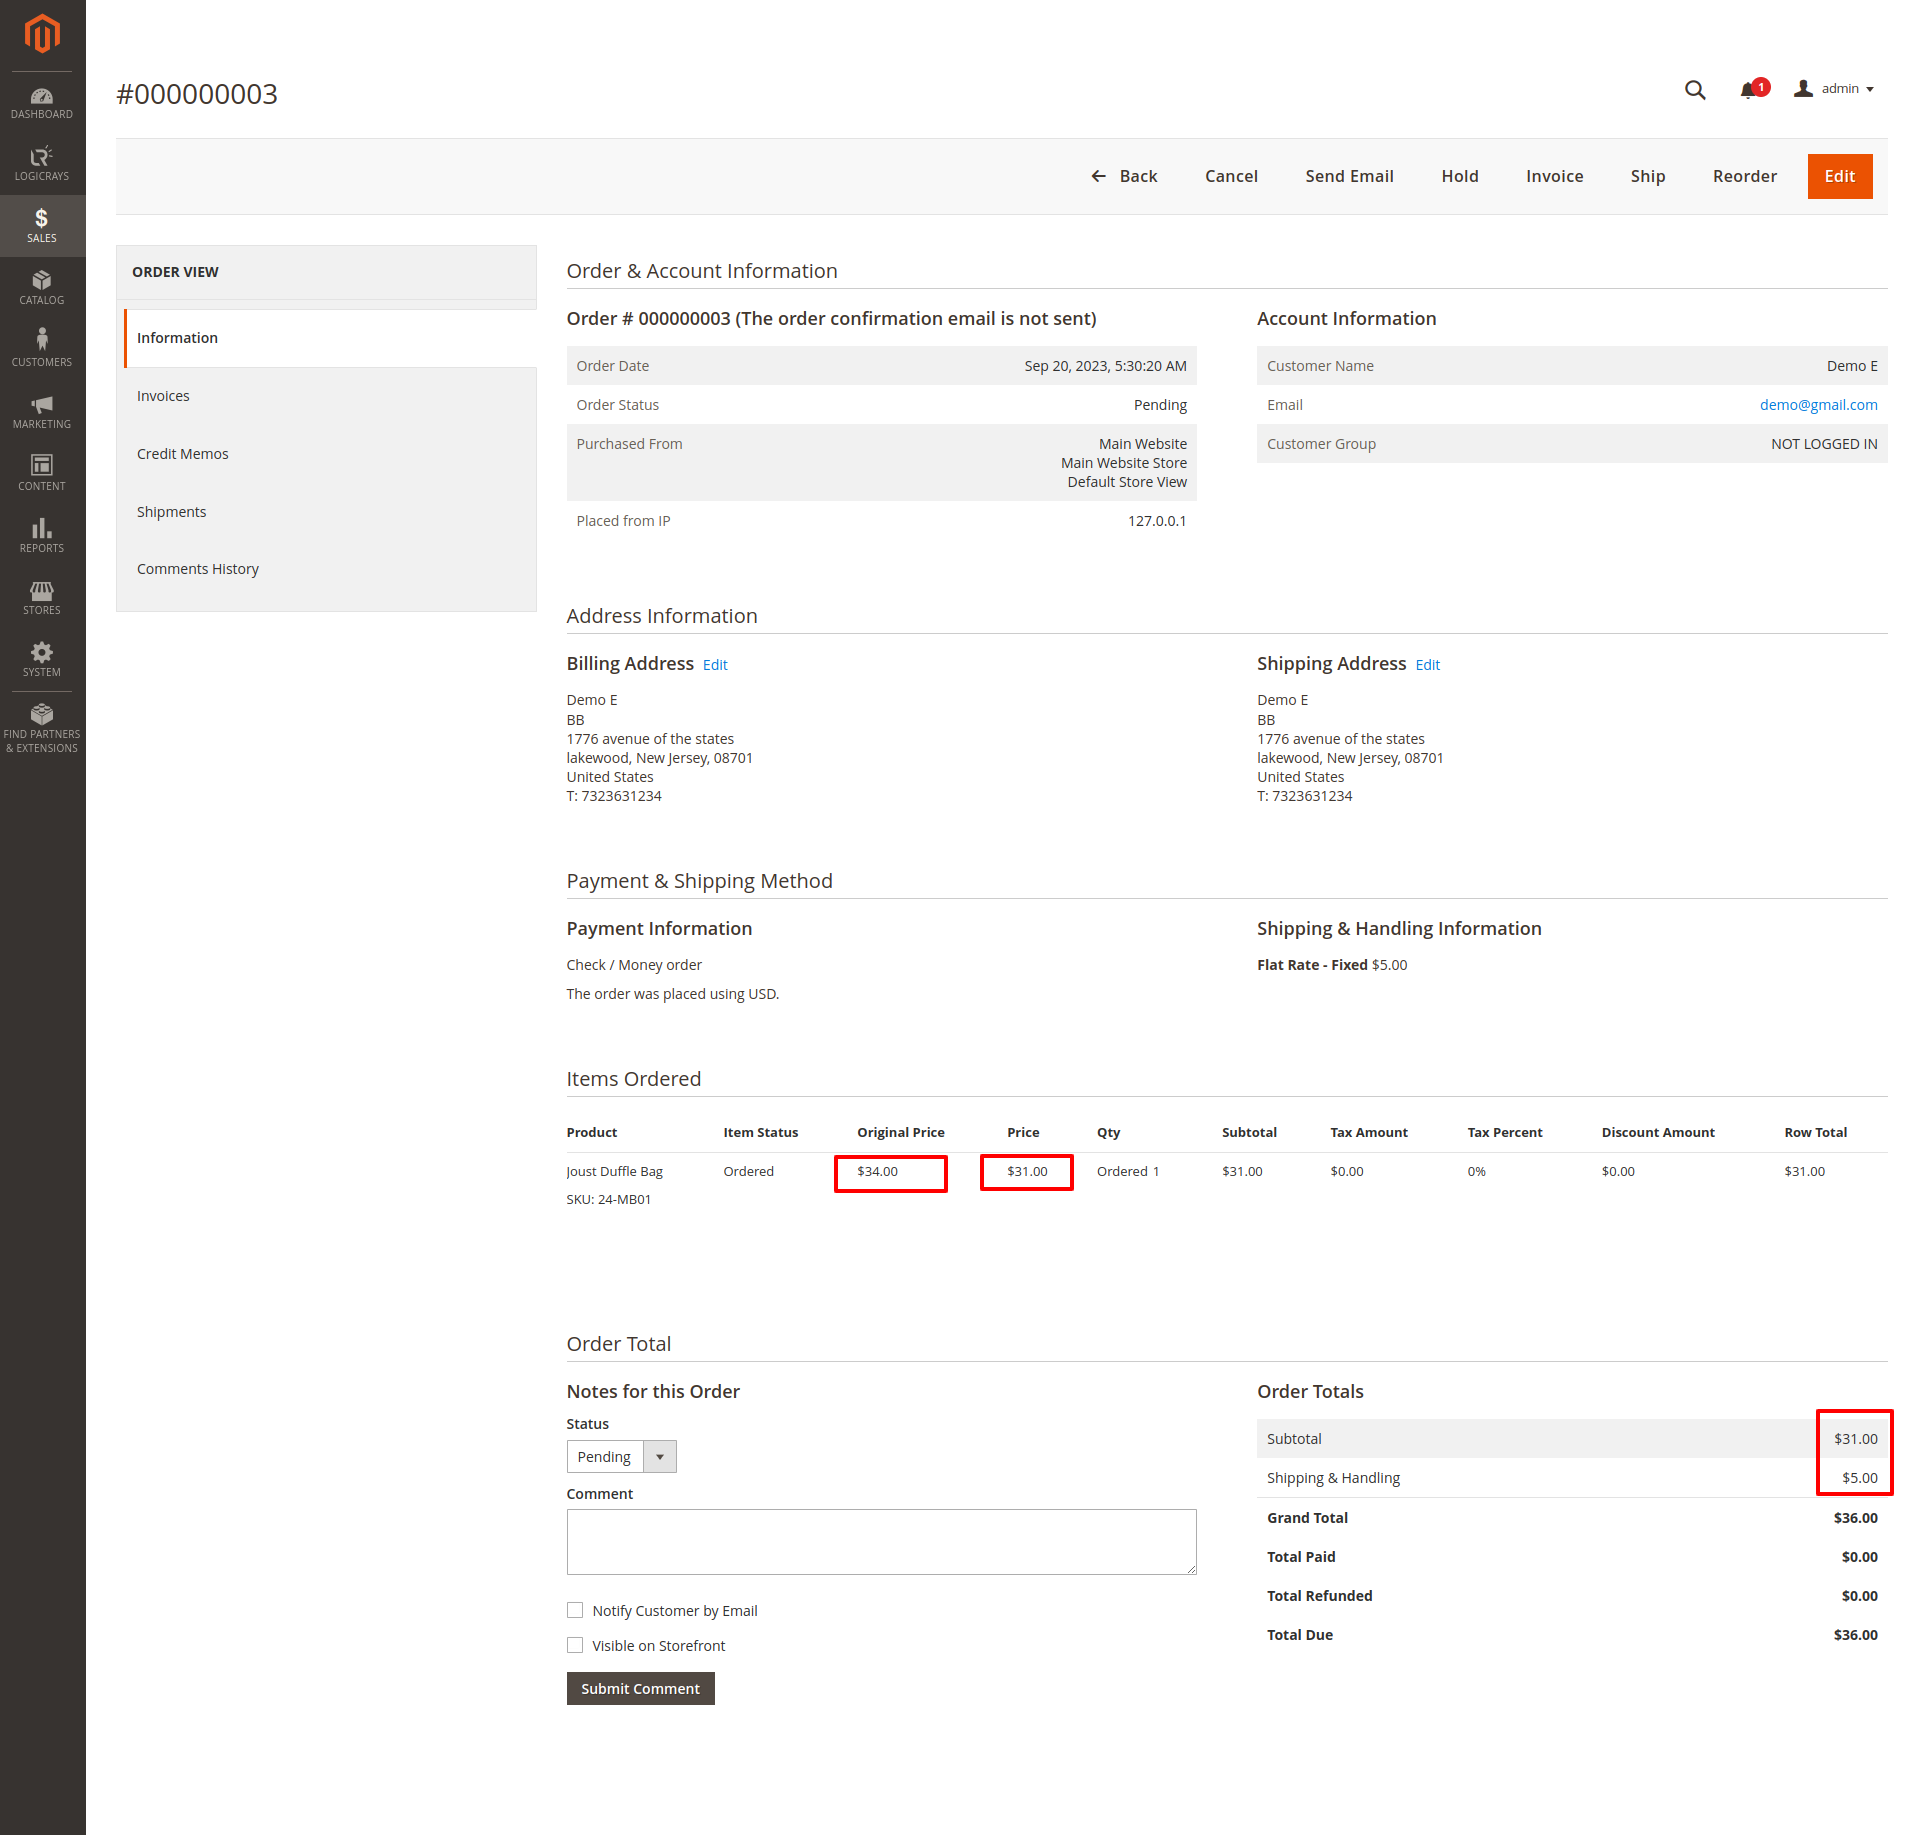 #000000003
1
admin
DASHBOARD
LOGICRAYS
SALES
CATALOG
CUSTOMERS
MARKETING
CONTENT
REPORTS
STORES
SYSTEM
FIND PARTNERS
& EXTENSIONS
Back Cancel Send Email Hold Invoice Ship Reorder Edit
ORDER VIEW
Information
Invoices
Credit Memos
Shipments
Comments History
Order & Account Information
Order # 000000003 (The order confirmation email is not sent)
Order Date Sep 20, 2023, 5:30:20 AM
Order Status Pending
Purchased From Main Website
Main Website Store
Default Store View
Placed from IP 127.0.0.1
Account Information
Customer Name Demo E
Email demo@gmail.com
Customer Group NOT LOGGED IN
Address Information
Billing Address Edit
Demo E
BB
1776 avenue of the states
lakewood, New Jersey, 08701
United States
T: 7323631234
Shipping Address Edit
Demo E
BB
1776 avenue of the states
lakewood, New Jersey, 08701
United States
T: 7323631234
Payment & Shipping Method
Payment Information
Check / Money order
The order was placed using USD.
Shipping & Handling Information
Flat Rate - Fixed $5.00
Items Ordered
Product Item Status Original Price Price Qty Subtotal Tax Amount Tax Percent Discount Amount Row Total
Joust Duffle Bag Ordered $34.00 $31.00 Ordered 1 $31.00 $0.00 0% $0.00 $31.00
SKU: 24-MB01
Order Total
Notes for this Order
Status
Pending
Comment
Notify Customer by Email
Visible on Storefront
Submit Comment
Order Totals
Subtotal $31.00
Shipping & Handling $5.00
Grand Total $36.00
Total Paid $0.00
Total Refunded $0.00
Total Due $36.00